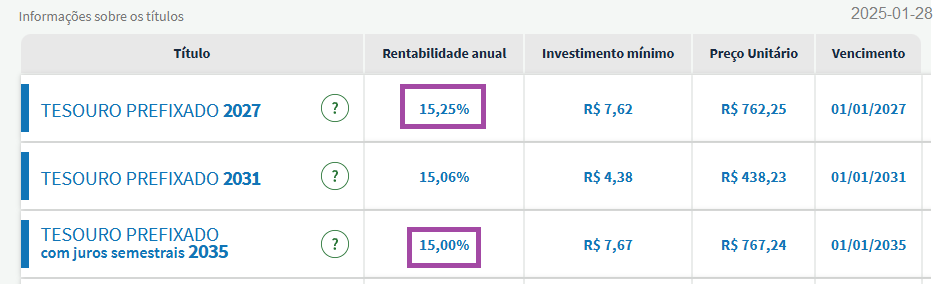 Informações sobre os títulos 2025-01-28
Título Rentabilidade anual Investimento mínimo Preço Unitário Vencimento
TESOURO PREFIXADO 2027 ? 15,25% R$ 7,62 R$ 762,25 01/01/2027
TESOURO PREFIXADO 2031 ? 15,06% R$ 4,38 R$ 438,23 01/01/2031
TESOURO PREFIXADO
com juros semestrais 2035 ? 15,00% R$ 7,67 R$ 767,24 01/01/2035